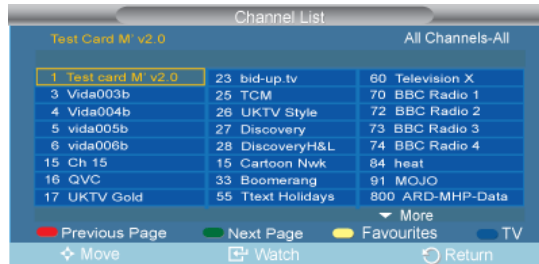 Channel List
Test Card M' v2.0 All Channels-All
1 Test card M' v2.0 23 bid-up.tv 60 Television X
3 Vida003b 25 TCM 70 BBC Radio 1
4 Vida004b 26 UKTV Style 72 BBC Radio 2
5 vida005b 27 Discovery 73 BBC Radio 3
6 vida006b 28 DiscoveryH&L 74 BBC Radio 4
15 Ch 15 15 Cartoon Nwk 84 heat
16 QVC 33 Boomerang 91 MOJO
17 UKTV Gold 55 Ttext Holidays 800 ARD-MHP-Data
More
Previous Page Next Page Favourites TV
Move Watch Return